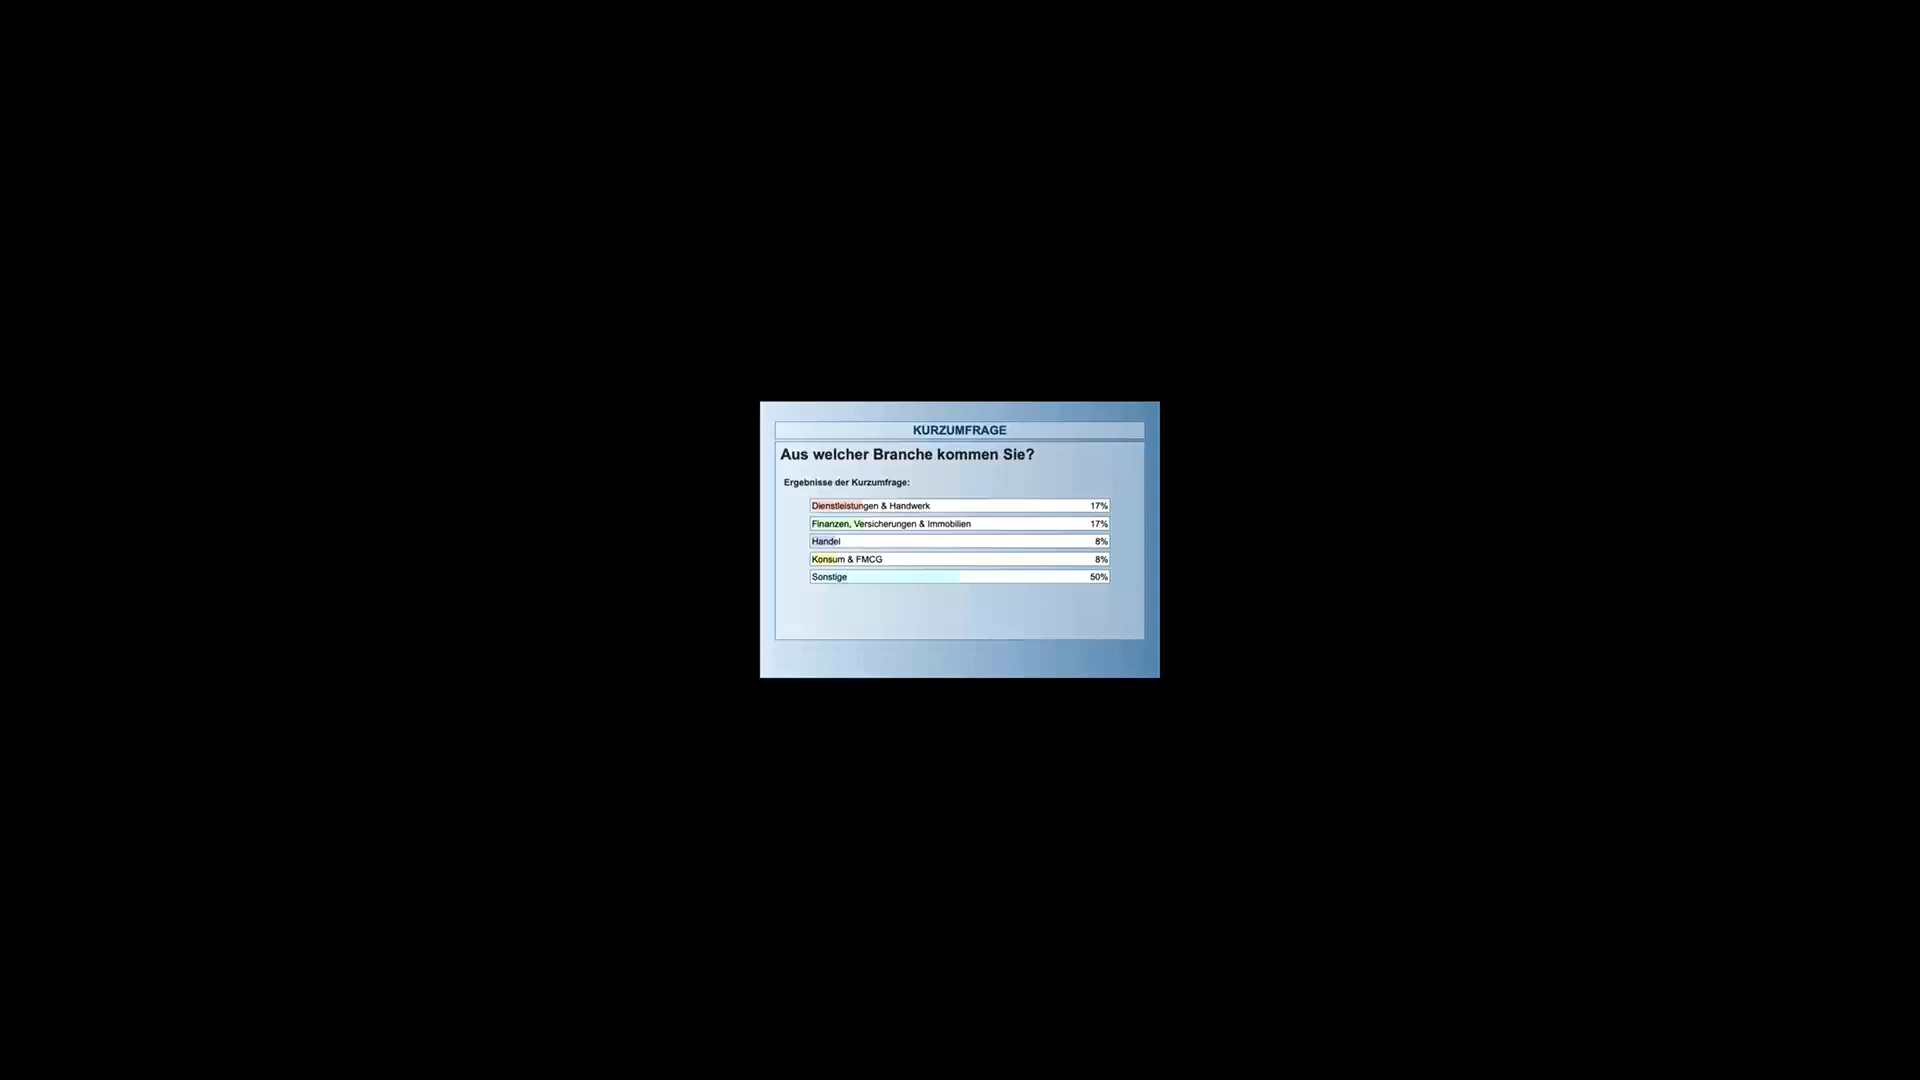 KURZUMFRAGE
Aus welcher Branche kommen Sie?
Ergebnisse der Kurzumfrage:
Dienstleistungen & Handwerk 17%
Finanzen, Versicherungen & Immobilien 17%
Handel 8%
Konsum & FMCG 8%
Sonstige 50%